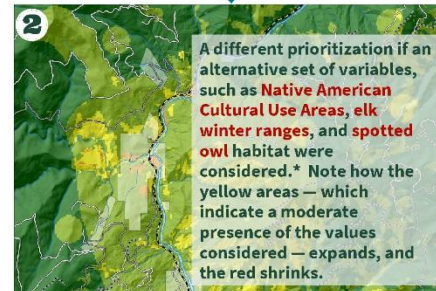 2
A different prioritization if an
alternative set of variables,
such as Native American
Cultural Use Areas, elk
winter ranges, and spotted
owl habitat were
considered.* Note how the
yellow areas — which
indicate a moderate
presence of the values
considered — expands, and
the red shrinks.